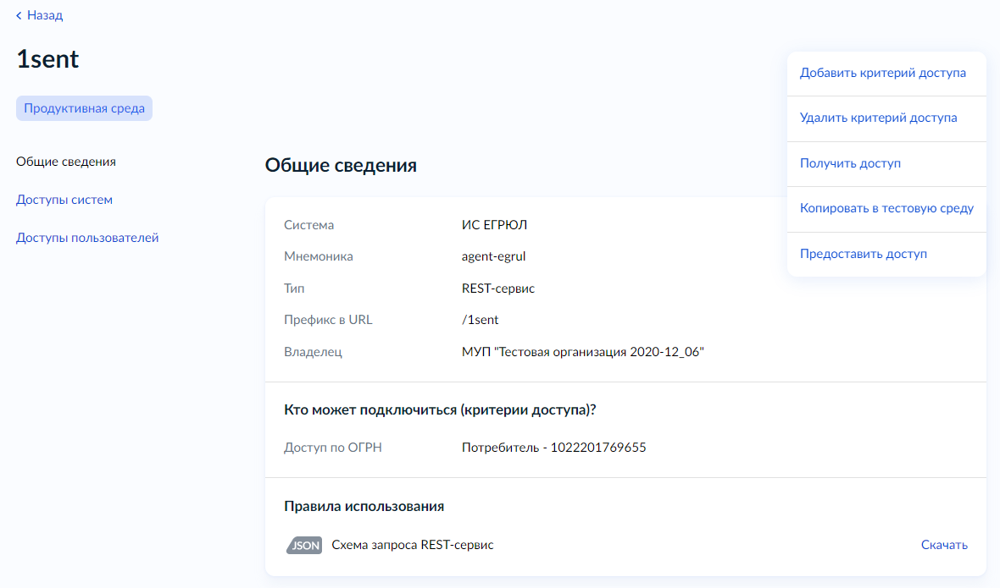 Назад
1sent
Продуктивная среда
Общие сведения
Доступы систем
Доступы пользователей
Добавить критерий доступа
Удалить критерий доступа
Получить доступ
Копировать в тестовую среду
Предоставить доступ
Общие сведения
Система ИС ЕГРЮЛ
Мнемоника agent-egrul
Тип REST-сервис
Префикс в URL /1sent
Владелец МУП "Тестовая организация 2020-12_06"
Кто может подключиться (критерии доступа)?
Доступ по ОГРН Потребитель - 1022201769655
Правила использования
JSON Схема запроса REST-сервис Скачать